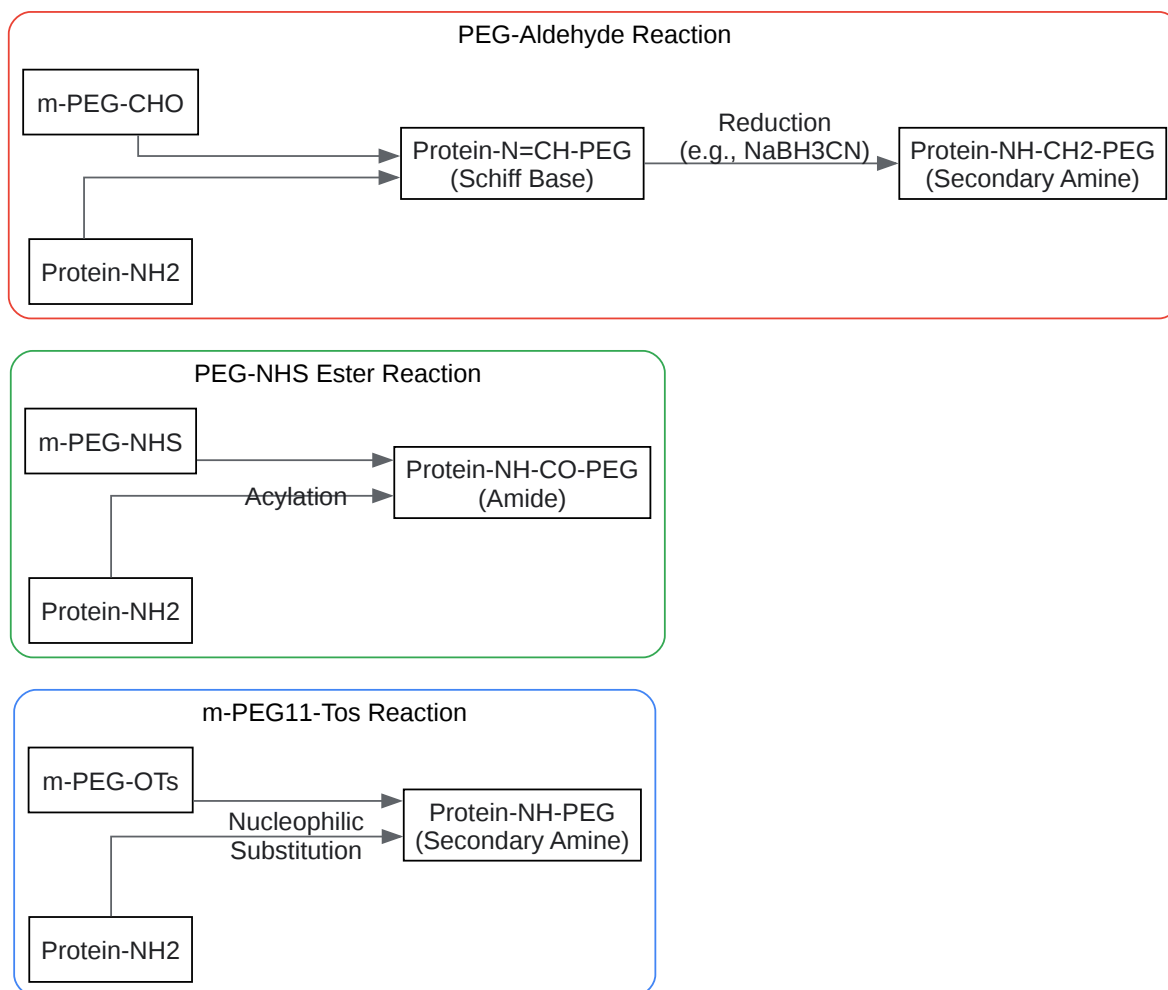 PEG-Aldehyde Reaction
m-PEG-CHO
Protein-NH2
Protein-N=CH-PEG
(Schiff Base)
Reduction
(e.g., NaBH3CN)
Protein-NH-CH2-PEG
(Secondary Amine)
PEG-NHS Ester Reaction
m-PEG-NHS
Protein-NH2
Acylation
Protein-NH-CO-PEG
(Amide)
m-PEG11-Tos Reaction
m-PEG-OTs
Protein-NH2
Nucleophilic
Substitution
Protein-NH-PEG
(Secondary Amine)